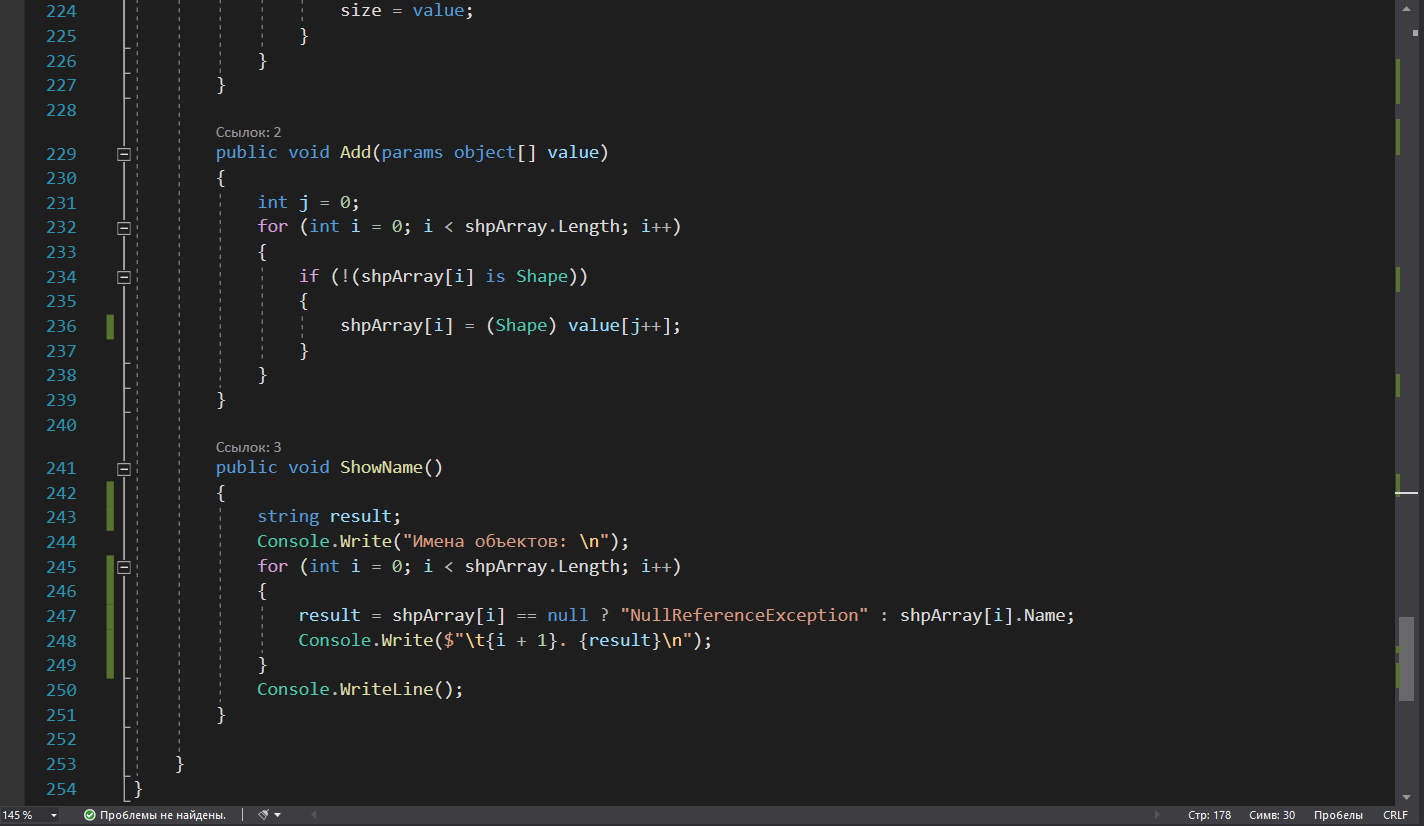 224 size = value;
225 }
226 }
227 }
228
Ссылок: 2
229 public void Add(params object[] value)
230 {
231 int j = 0;
232 for (int i = 0; i < shpArray.Length; i++)
233 {
234 if (!(shpArray[i] is Shape))
235 {
236 shpArray[i] = (Shape) value[j++];
237 }
238 }
239 }
240
Ссылок: 3
241 public void ShowName()
242 {
243 string result;
244 Console.Write("Имена объектов: \n");
245 for (int i = 0; i < shpArray.Length; i++)
246 {
247 result = shpArray[i] == null ? "NullReferenceException" : shpArray[i].Name;
248 Console.Write($"\t{i + 1}. {result}\n");
249 }
250 Console.WriteLine();
251 }
252
253 }
254 }
145 % Проблемы не найдены. Стр: 178 Симв: 30 Пробелы CRLF